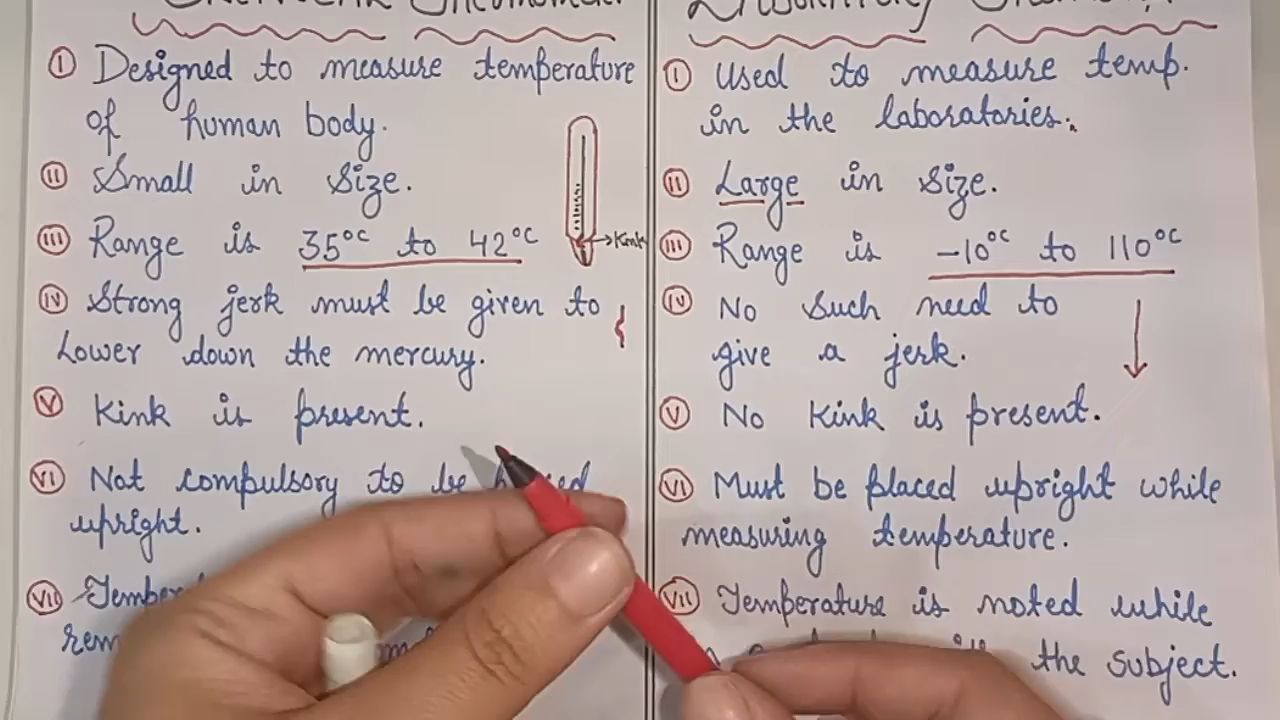 ① Designed to measure temperature
of human body.
② Small in size.
③ Range is 35°C to 42°C
→Kink
④ Strong jerk must be given to
Lower down the mercury.
⑤ Kink is present.
⑥ Not compulsory to be
upright.
⑦
① Used to measure temp.
in the laboratories.
② Large in size.
③ Range is -10°C to 110°C
④ No such need to
give a jerk.
⑤ No Kink is present.
⑥ Must be placed upright while
measuring temperature.
⑦ Temperature is noted while
the subject.